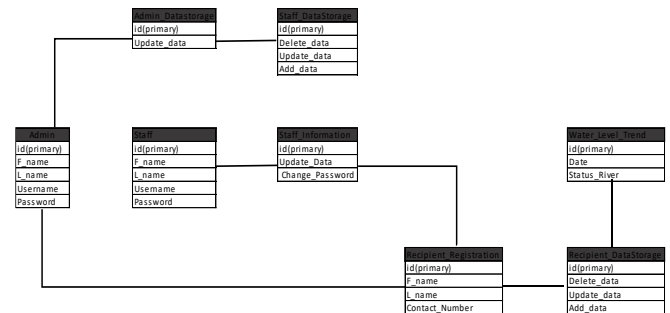 Admin_Datastorage
id(primary)
Update_data
Staff_DataStorage
id(primary)
Delete_data
Update_data
Add_data
Admin
id(primary)
F_name
L_name
Username
Password
Staff
id(primary)
F_name
L_name
Username
Password
Staff_Information
id(primary)
Update_Data
Change_Password
Water_Level_Trend
id(primary)
Date
Status_River
Recipient_Registration
id(primary)
F_name
L_name
Contact_Number
Recipient_DataStorage
id(primary)
Delete_data
Update_data
Add_data